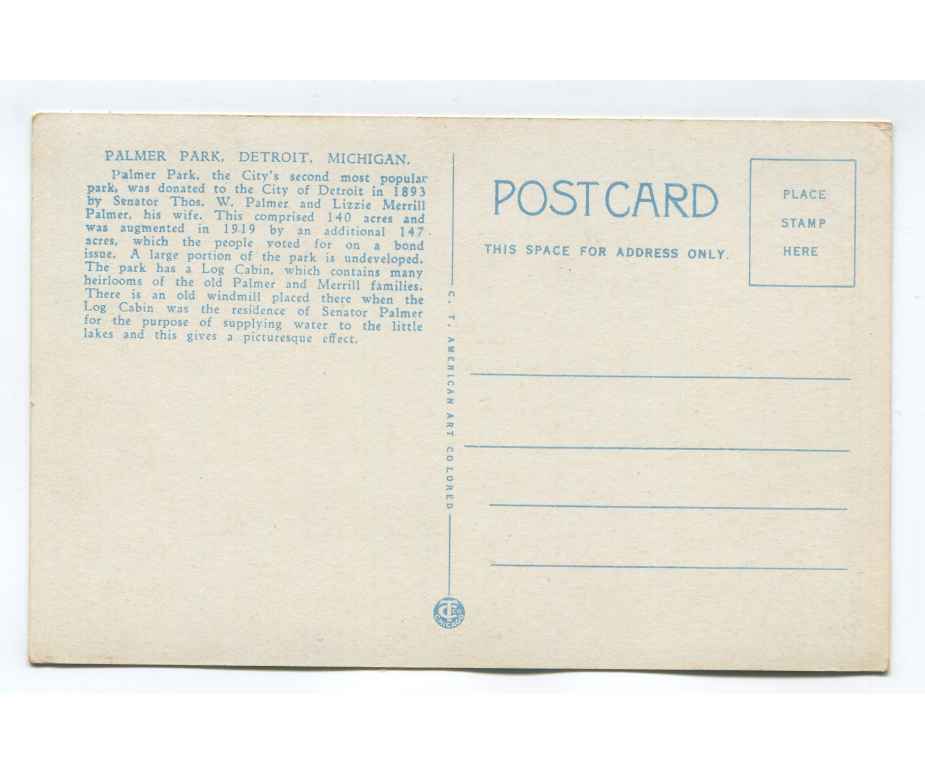 PALMER PARK, DETROIT, MICHIGAN.
Palmer Park, the City's second most popular
park, was donated to the City of Detroit in 1893
by Senator Thos. W. Palmer and Lizzie Merrill
Palmer, his wife. This comprised 140 acres and
was augmented in 1919 by an additional 147
acres, which the people voted for on a bond
issue. A large portion of the park is undeveloped.
The park has a Log Cabin, which contains many
heirlooms of the old Palmer and Merrill families.
There is an old windmill placed there when the
Log Cabin was the residence of Senator Palmer
for the purpose of supplying water to the little
lakes and this gives a picturesque effect.
C. T. AMERICAN ART COLORED
CHICAGO
POST CARD
THIS SPACE FOR ADDRESS ONLY.
PLACE
STAMP
HERE